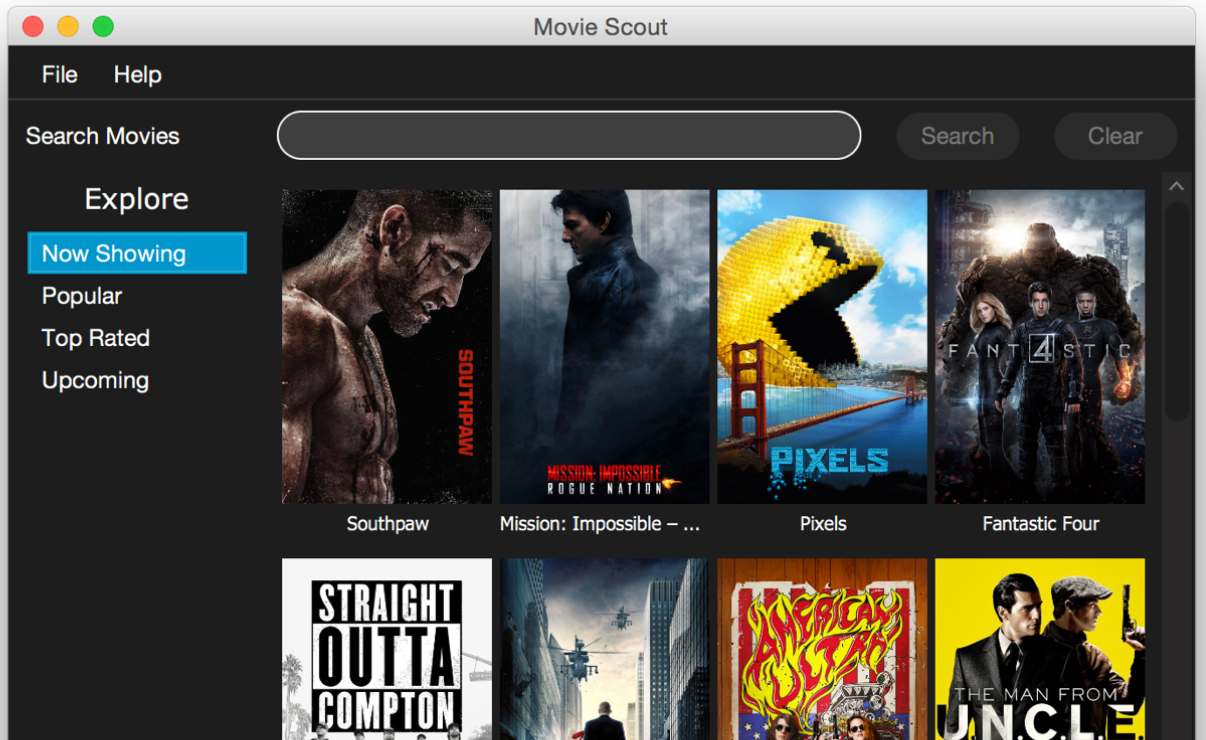 Movie Scout
File Help
Search Movies
Search
Clear
Explore
Now Showing
Popular
Top Rated
Upcoming
SOUTHPAW
MISSION: IMPOSSIBLE
ROGUE NATION
PIXELS
FANT4STIC
Southpaw
Mission: Impossible – ...
Pixels
Fantastic Four
STRAIGHT
OUTTA
COMPTON
AMERICAN
ULTRA
THE MAN FROM
U.N.C.L.E.